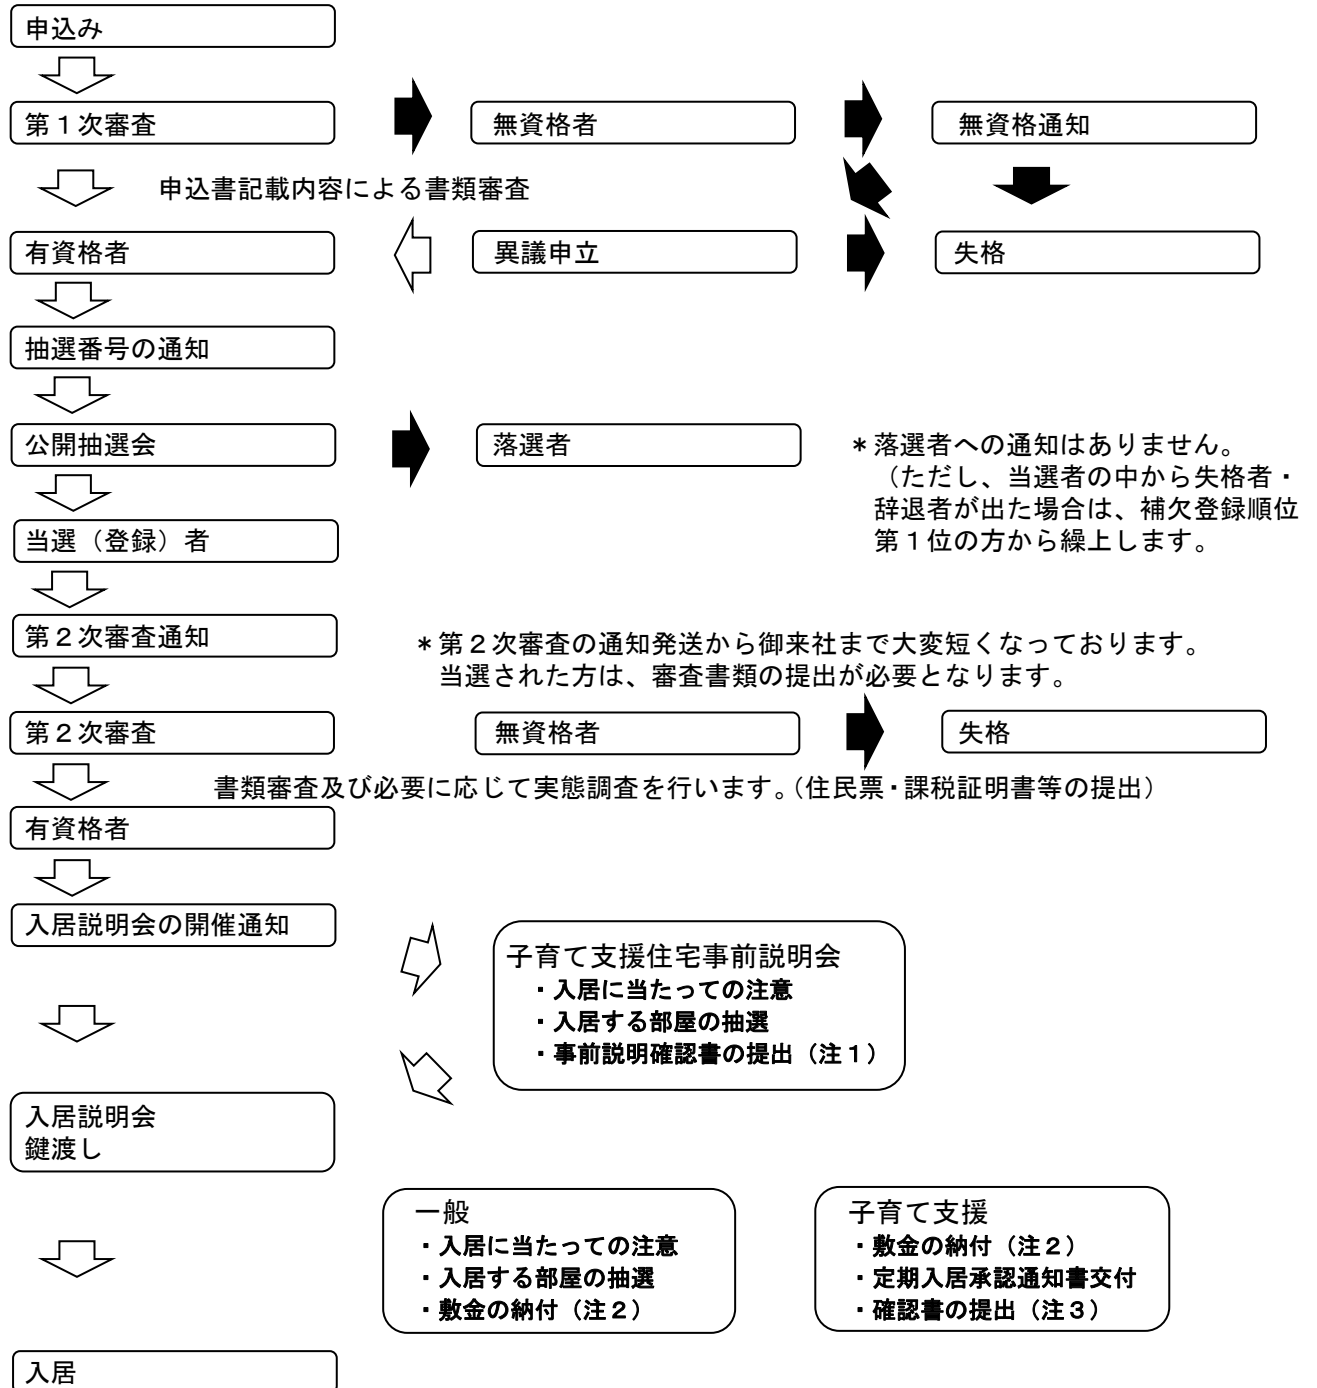 申込み
第１次審査
無資格者
無資格通知
申込書記載内容による書類審査
有資格者
異議申立
失格
抽選番号の通知
公開抽選会
落選者
＊落選者への通知はありません。
（ただし、当選者の中から失格者・
辞退者が出た場合は、補欠登録順位
第１位の方から繰上します。
当選（登録）者
第２次審査通知
＊第２次審査の通知発送から御来社まで大変短くなっております。
当選された方は、審査書類の提出が必要となります。
第２次審査
無資格者
失格
書類審査及び必要に応じて実態調査を行います。（住民票・課税証明書等の提出）
有資格者
入居説明会の開催通知
子育て支援住宅事前説明会
・入居に当たっての注意
・入居する部屋の抽選
・事前説明確認書の提出（注１）
入居説明会
鍵渡し
一般
・入居に当たっての注意
・入居する部屋の抽選
・敷金の納付（注２）
子育て支援
・敷金の納付（注２）
・定期入居承認通知書交付
・確認書の提出（注３）
入居